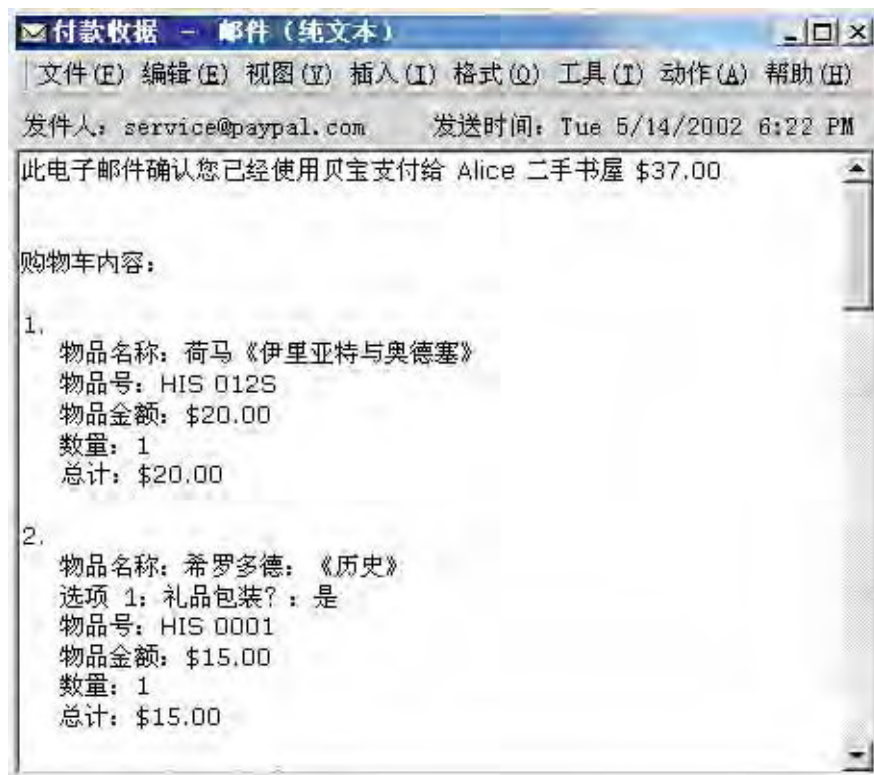 付款收据 - 邮件（纯文本）
文件(F) 编辑(E) 视图(V) 插入(I) 格式(O) 工具(T) 动作(A) 帮助(H)
发件人：service@paypal.com 发送时间：Tue 5/14/2002 6:22 PM
此电子邮件确认您已经使用贝宝支付给 Alice 二手书屋 $37.00
购物车内容：
1.
物品名称：荷马《伊里亚特与奥德塞》
物品号：HIS 012S
物品金额：$20.00
数量：1
总计：$20.00
2.
物品名称：希罗多德：《历史》
选项 1：礼品包装?：是
物品号：HIS 0001
物品金额：$15.00
数量：1
总计：$15.00